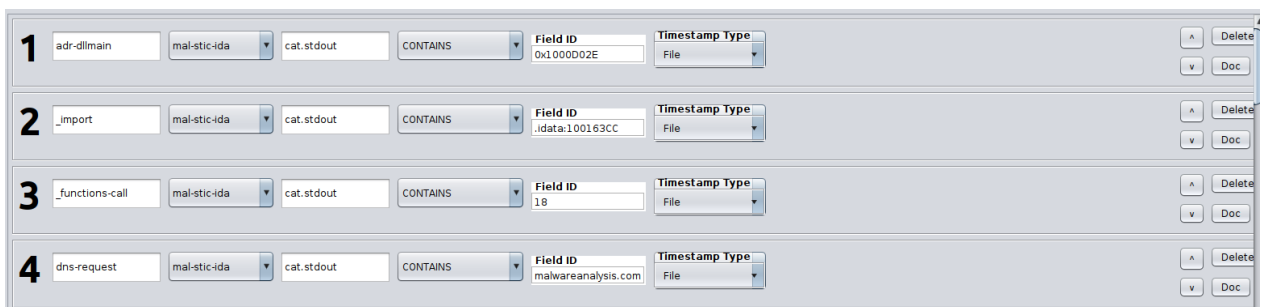 1 adr-dllmain mal-stic-ida cat.stdout CONTAINS Field ID 0x1000D02E Timestamp Type File ^ v Delete Doc
2 _import mal-stic-ida cat.stdout CONTAINS Field ID .idata:100163CC Timestamp Type File ^ v Delete Doc
3 _functions-call mal-stic-ida cat.stdout CONTAINS Field ID 18 Timestamp Type File ^ v Delete Doc
4 dns-request mal-stic-ida cat.stdout CONTAINS Field ID malwareanalysis.com Timestamp Type File ^ v Delete Doc